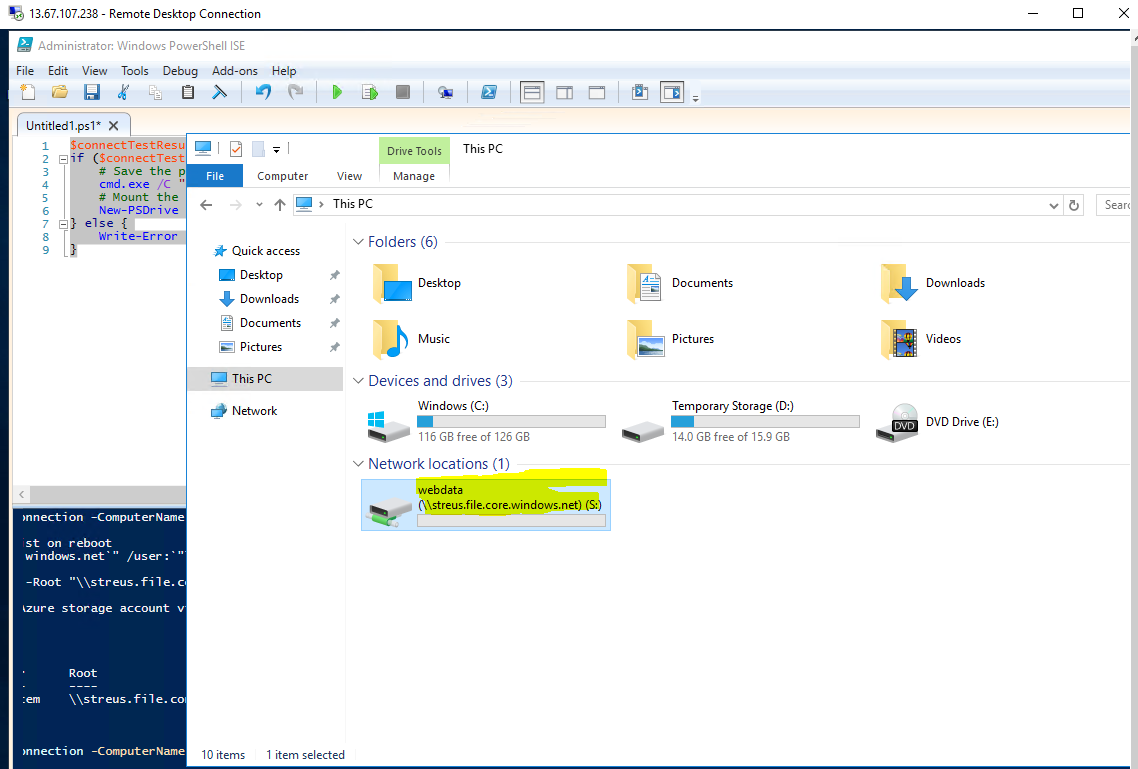 13.67.107.238 - Remote Desktop Connection
Administrator: Windows PowerShell ISE
File Edit View Tools Debug Add-ons Help
Untitled1.ps1*
1 $connectTestResu
2 if ($connectTest
3 # Save the p
4 cmd.exe /C "
5 # Mount the
6 New-PSDrive
7 } else {
8 Write-Error
9 }
Drive Tools
This PC
File Computer View Manage
This PC
Searc
Quick access
Desktop
Downloads
Documents
Pictures
This PC
Network
Folders (6)
Desktop
Documents
Downloads
Music
Pictures
Videos
Devices and drives (3)
Windows (C:)
116 GB free of 126 GB
Temporary Storage (D:)
14.0 GB free of 15.9 GB
DVD
DVD Drive (E:)
Network locations (1)
webdata
(\\streus.file.core.windows.net) (S:)
onnection -ComputerName
ist on reboot
windows.net`" /user:`"
-Root "\\streus.file.co
Azure storage account v
Root
----
tem \\streus.file.co
onnection -ComputerName
10 items 1 item selected